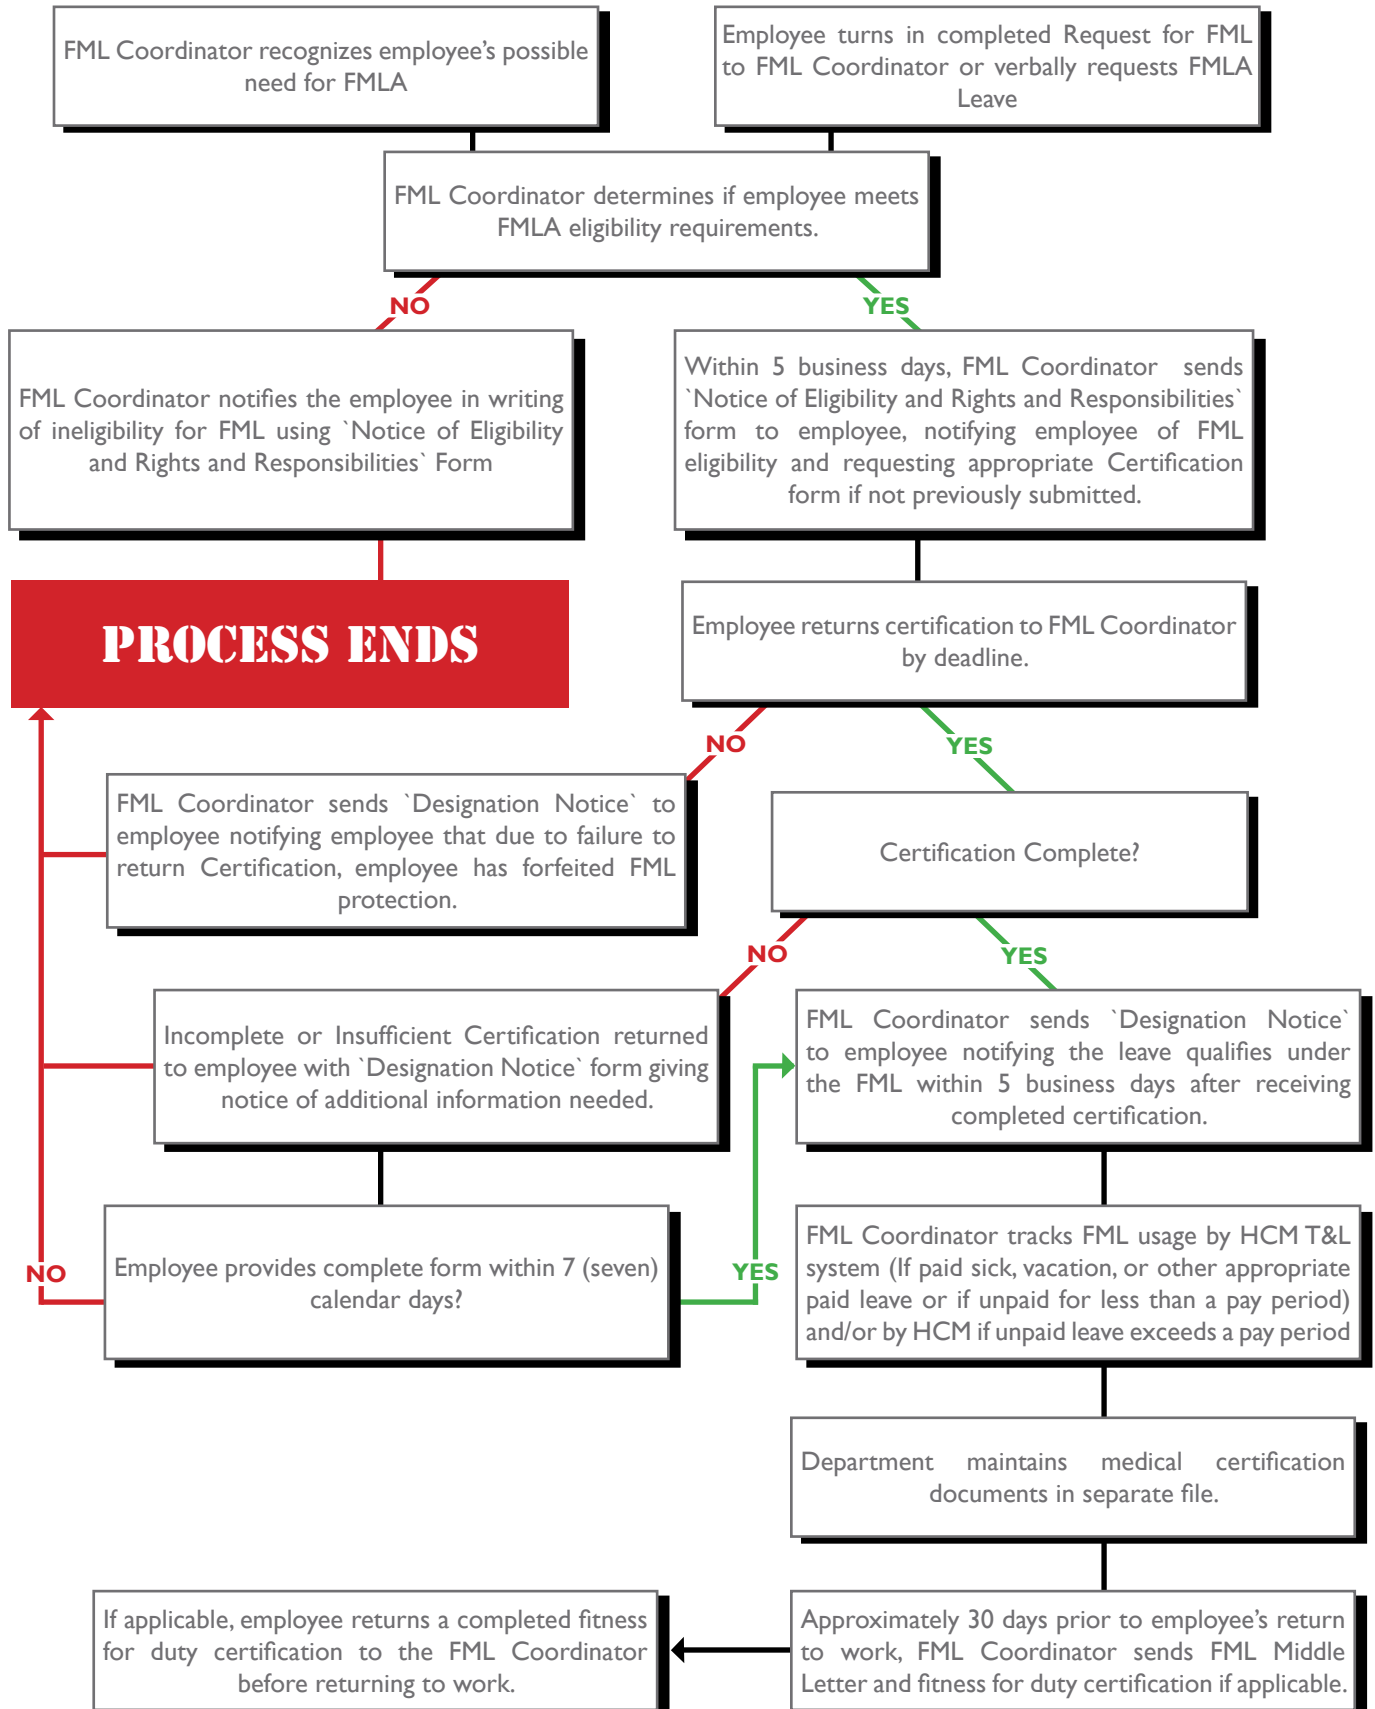 FML Coordinator recognizes employee's possible
need for FMLA
Employee turns in completed Request for FML
to FML Coordinator or verbally requests FMLA
Leave
FML Coordinator determines if employee meets
FMLA eligibility requirements.
NO
YES
FML Coordinator notifies the employee in writing
of ineligibility for FML using `Notice of Eligibility
and Rights and Responsibilities` Form
Within 5 business days, FML Coordinator sends
`Notice of Eligibility and Rights and Responsibilities`
form to employee, notifying employee of FML
eligibility and requesting appropriate Certification
form if not previously submitted.
PROCESS ENDS
Employee returns certification to FML Coordinator
by deadline.
NO
YES
FML Coordinator sends `Designation Notice` to
employee notifying employee that due to failure to
return Certification, employee has forfeited FML
protection.
Certification Complete?
NO
YES
Incomplete or Insufficient Certification returned
to employee with `Designation Notice` form giving
notice of additional information needed.
FML Coordinator sends `Designation Notice`
to employee notifying the leave qualifies under
the FML within 5 business days after receiving
completed certification.
NO
Employee provides complete form within 7 (seven)
calendar days?
YES
FML Coordinator tracks FML usage by HCM T&L
system (If paid sick, vacation, or other appropriate
paid leave or if unpaid for less than a pay period)
and/or by HCM if unpaid leave exceeds a pay period
Department maintains medical certification
documents in separate file.
If applicable, employee returns a completed fitness
for duty certification to the FML Coordinator
before returning to work.
Approximately 30 days prior to employee's return
to work, FML Coordinator sends FML Middle
Letter and fitness for duty certification if applicable.